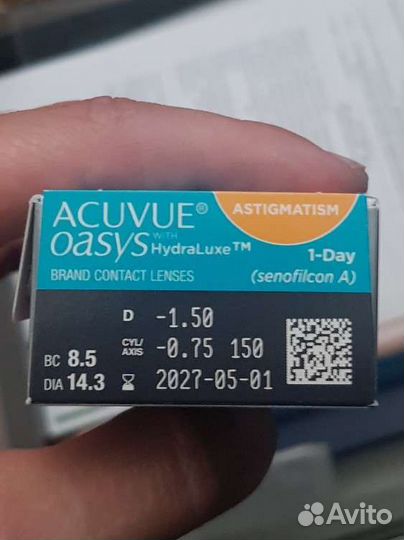 ACUVUE®
ASTIGMATISM
OASYS WITH HydraLuxe™
1-Day
BRAND CONTACT LENSES
(senofilcon A)
D -1.50
CYL/AXIS -0.75 150
BC 8.5
DIA 14.3 2027-05-01
Avito